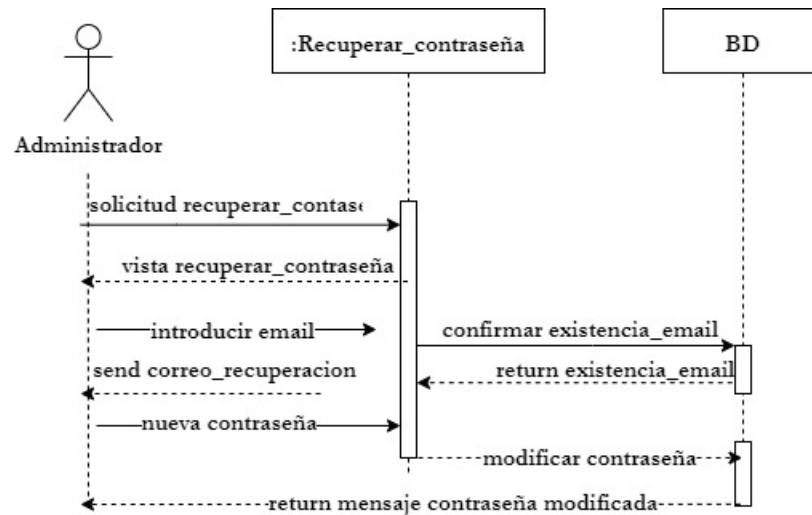 :Recuperar_contraseña
BD
Administrador
solicitud recuperar_contase
vista recuperar_contraseña
introducir email
confirmar existencia_email
send correo_recuperacion
return existencia_email
nueva contraseña
modificar contraseña
return mensaje contraseña modificada